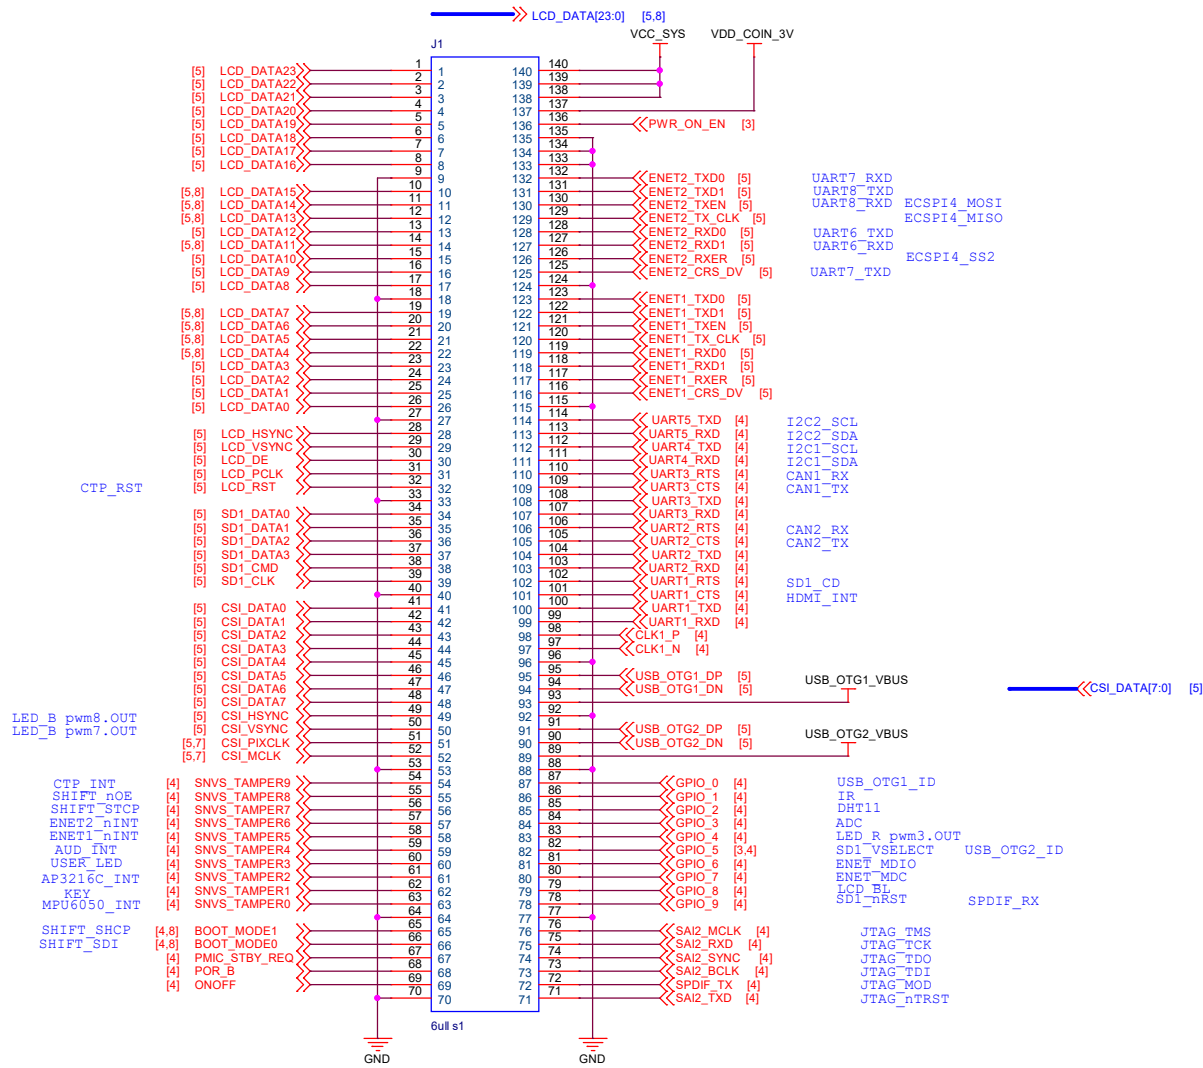 LCD_DATA[23:0] [5,8]
VCC_SYS VDD_COIN_3V
J1
[5] LCD_DATA23 1 1 140 140
[5] LCD_DATA22 2 2 139 139
[5] LCD_DATA21 3 3 138 138
[5] LCD_DATA20 4 4 137 137
[5] LCD_DATA19 5 5 136 136 PWR_ON_EN [3]
[5] LCD_DATA18 6 6 135 135
[5] LCD_DATA17 7 7 134 134
[5] LCD_DATA16 8 8 133 133
9 9 132 132 ENET2_TXD0 [5] UART7_RXD
[5,8] LCD_DATA15 10 10 131 131 ENET2_TXD1 [5] UART8_TXD
[5,8] LCD_DATA14 11 11 130 130 ENET2_TXEN [5] UART8_RXD ECSPI4_MOSI
[5,8] LCD_DATA13 12 12 129 129 ENET2_TX_CLK [5] ECSPI4_MISO
[5] LCD_DATA12 13 13 128 128 ENET2_RXD0 [5] UART6_TXD
[5,8] LCD_DATA11 14 14 127 127 ENET2_RXD1 [5] UART6_RXD
[5] LCD_DATA10 15 15 126 126 ENET2_RXER [5] ECSPI4_SS2
[5] LCD_DATA9 16 16 125 125 ENET2_CRS_DV [5] UART7_TXD
[5] LCD_DATA8 17 17 124 124
18 18 123 123 ENET1_TXD0 [5]
[5,8] LCD_DATA7 19 19 122 122 ENET1_TXD1 [5]
[5,8] LCD_DATA6 20 20 121 121 ENET1_TXEN [5]
[5,8] LCD_DATA5 21 21 120 120 ENET1_TX_CLK [5]
[5,8] LCD_DATA4 22 22 119 119 ENET1_RXD0 [5]
[5] LCD_DATA3 23 23 118 118 ENET1_RXD1 [5]
[5] LCD_DATA2 24 24 117 117 ENET1_RXER [5]
[5] LCD_DATA1 25 25 116 116 ENET1_CRS_DV [5]
[5] LCD_DATA0 26 26 115 115
27 27 114 114 UART5_TXD [4] I2C2_SCL
[5] LCD_HSYNC 28 28 113 113 UART5_RXD [4] I2C2_SDA
[5] LCD_VSYNC 29 29 112 112 UART4_TXD [4] I2C1_SCL
[5] LCD_DE 30 30 111 111 UART4_RXD [4] I2C1_SDA
[5] LCD_PCLK 31 31 110 110 UART3_RTS [4] CAN1_RX
CTP_RST [5] LCD_RST 32 32 109 109 UART3_CTS [4] CAN1_TX
33 33 108 108 UART3_TXD [4]
[5] SD1_DATA0 34 34 107 107 UART3_RXD [4]
[5] SD1_DATA1 35 35 106 106 UART2_RTS [4] CAN2_RX
[5] SD1_DATA2 36 36 105 105 UART2_CTS [4] CAN2_TX
[5] SD1_DATA3 37 37 104 104 UART2_TXD [4]
[5] SD1_CMD 38 38 103 103 UART2_RXD [4]
[5] SD1_CLK 39 39 102 102 UART1_RTS [4] SD1_CD
40 40 101 101 UART1_CTS [4] HDMI_INT
[5] CSI_DATA0 41 41 100 100 UART1_TXD [4]
[5] CSI_DATA1 42 42 99 99 UART1_RXD [4]
[5] CSI_DATA2 43 43 98 98 CLK1_P [4]
[5] CSI_DATA3 44 44 97 97 CLK1_N [4]
[5] CSI_DATA4 45 45 96 96
[5] CSI_DATA5 46 46 95 95 USB_OTG1_DP [5]
[5] CSI_DATA6 47 47 94 94 USB_OTG1_DN [5] USB_OTG1_VBUS CSI_DATA[7:0] [5]
[5] CSI_DATA7 48 48 93 93
LED_B pwm8.OUT [5] CSI_HSYNC 49 49 92 92
LED_B pwm7.OUT [5] CSI_VSYNC 50 50 91 91 USB_OTG2_DP [5]
[5,7] CSI_PIXCLK 51 51 90 90 USB_OTG2_DN [5] USB_OTG2_VBUS
[5,7] CSI_MCLK 52 52 89 89
53 53 88 88
CTP_INT [4] SNVS_TAMPER9 54 54 87 87 GPIO_0 [4] USB_OTG1_ID
SHIFT_nOE [4] SNVS_TAMPER8 55 55 86 86 GPIO_1 [4] IR
SHIFT_STCP [4] SNVS_TAMPER7 56 56 85 85 GPIO_2 [4] DHT11
ENET2_nINT [4] SNVS_TAMPER6 57 57 84 84 GPIO_3 [4] ADC
ENET1_nINT [4] SNVS_TAMPER5 58 58 83 83 GPIO_4 [4] LED_R pwm3.OUT
AUD_INT [4] SNVS_TAMPER4 59 59 82 82 GPIO_5 [3,4] SD1_VSELECT USB_OTG2_ID
USER_LED [4] SNVS_TAMPER3 60 60 81 81 GPIO_6 [4] ENET_MDIO
AP3216C_INT [4] SNVS_TAMPER2 61 61 80 80 GPIO_7 [4] ENET_MDC
KEY [4] SNVS_TAMPER1 62 62 79 79 GPIO_8 [4] LCD_BL
MPU6050_INT [4] SNVS_TAMPER0 63 63 78 78 GPIO_9 [4] SD1_nRST SPDIF_RX
64 64 77 77
SHIFT_SHCP [4,8] BOOT_MODE1 65 65 76 76 SAI2_MCLK [4] JTAG_TMS
SHIFT_SDI [4,8] BOOT_MODE0 66 66 75 75 SAI2_RXD [4] JTAG_TCK
[4] PMIC_STBY_REQ 67 67 74 74 SAI2_SYNC [4] JTAG_TDO
[4] POR_B 68 68 73 73 SAI2_BCLK [4] JTAG_TDI
[4] ONOFF 69 69 72 72 SPDIF_TX [4] JTAG_MOD
70 70 71 71 SAI2_TXD [4] JTAG_nTRST
6ull s1
GND GND